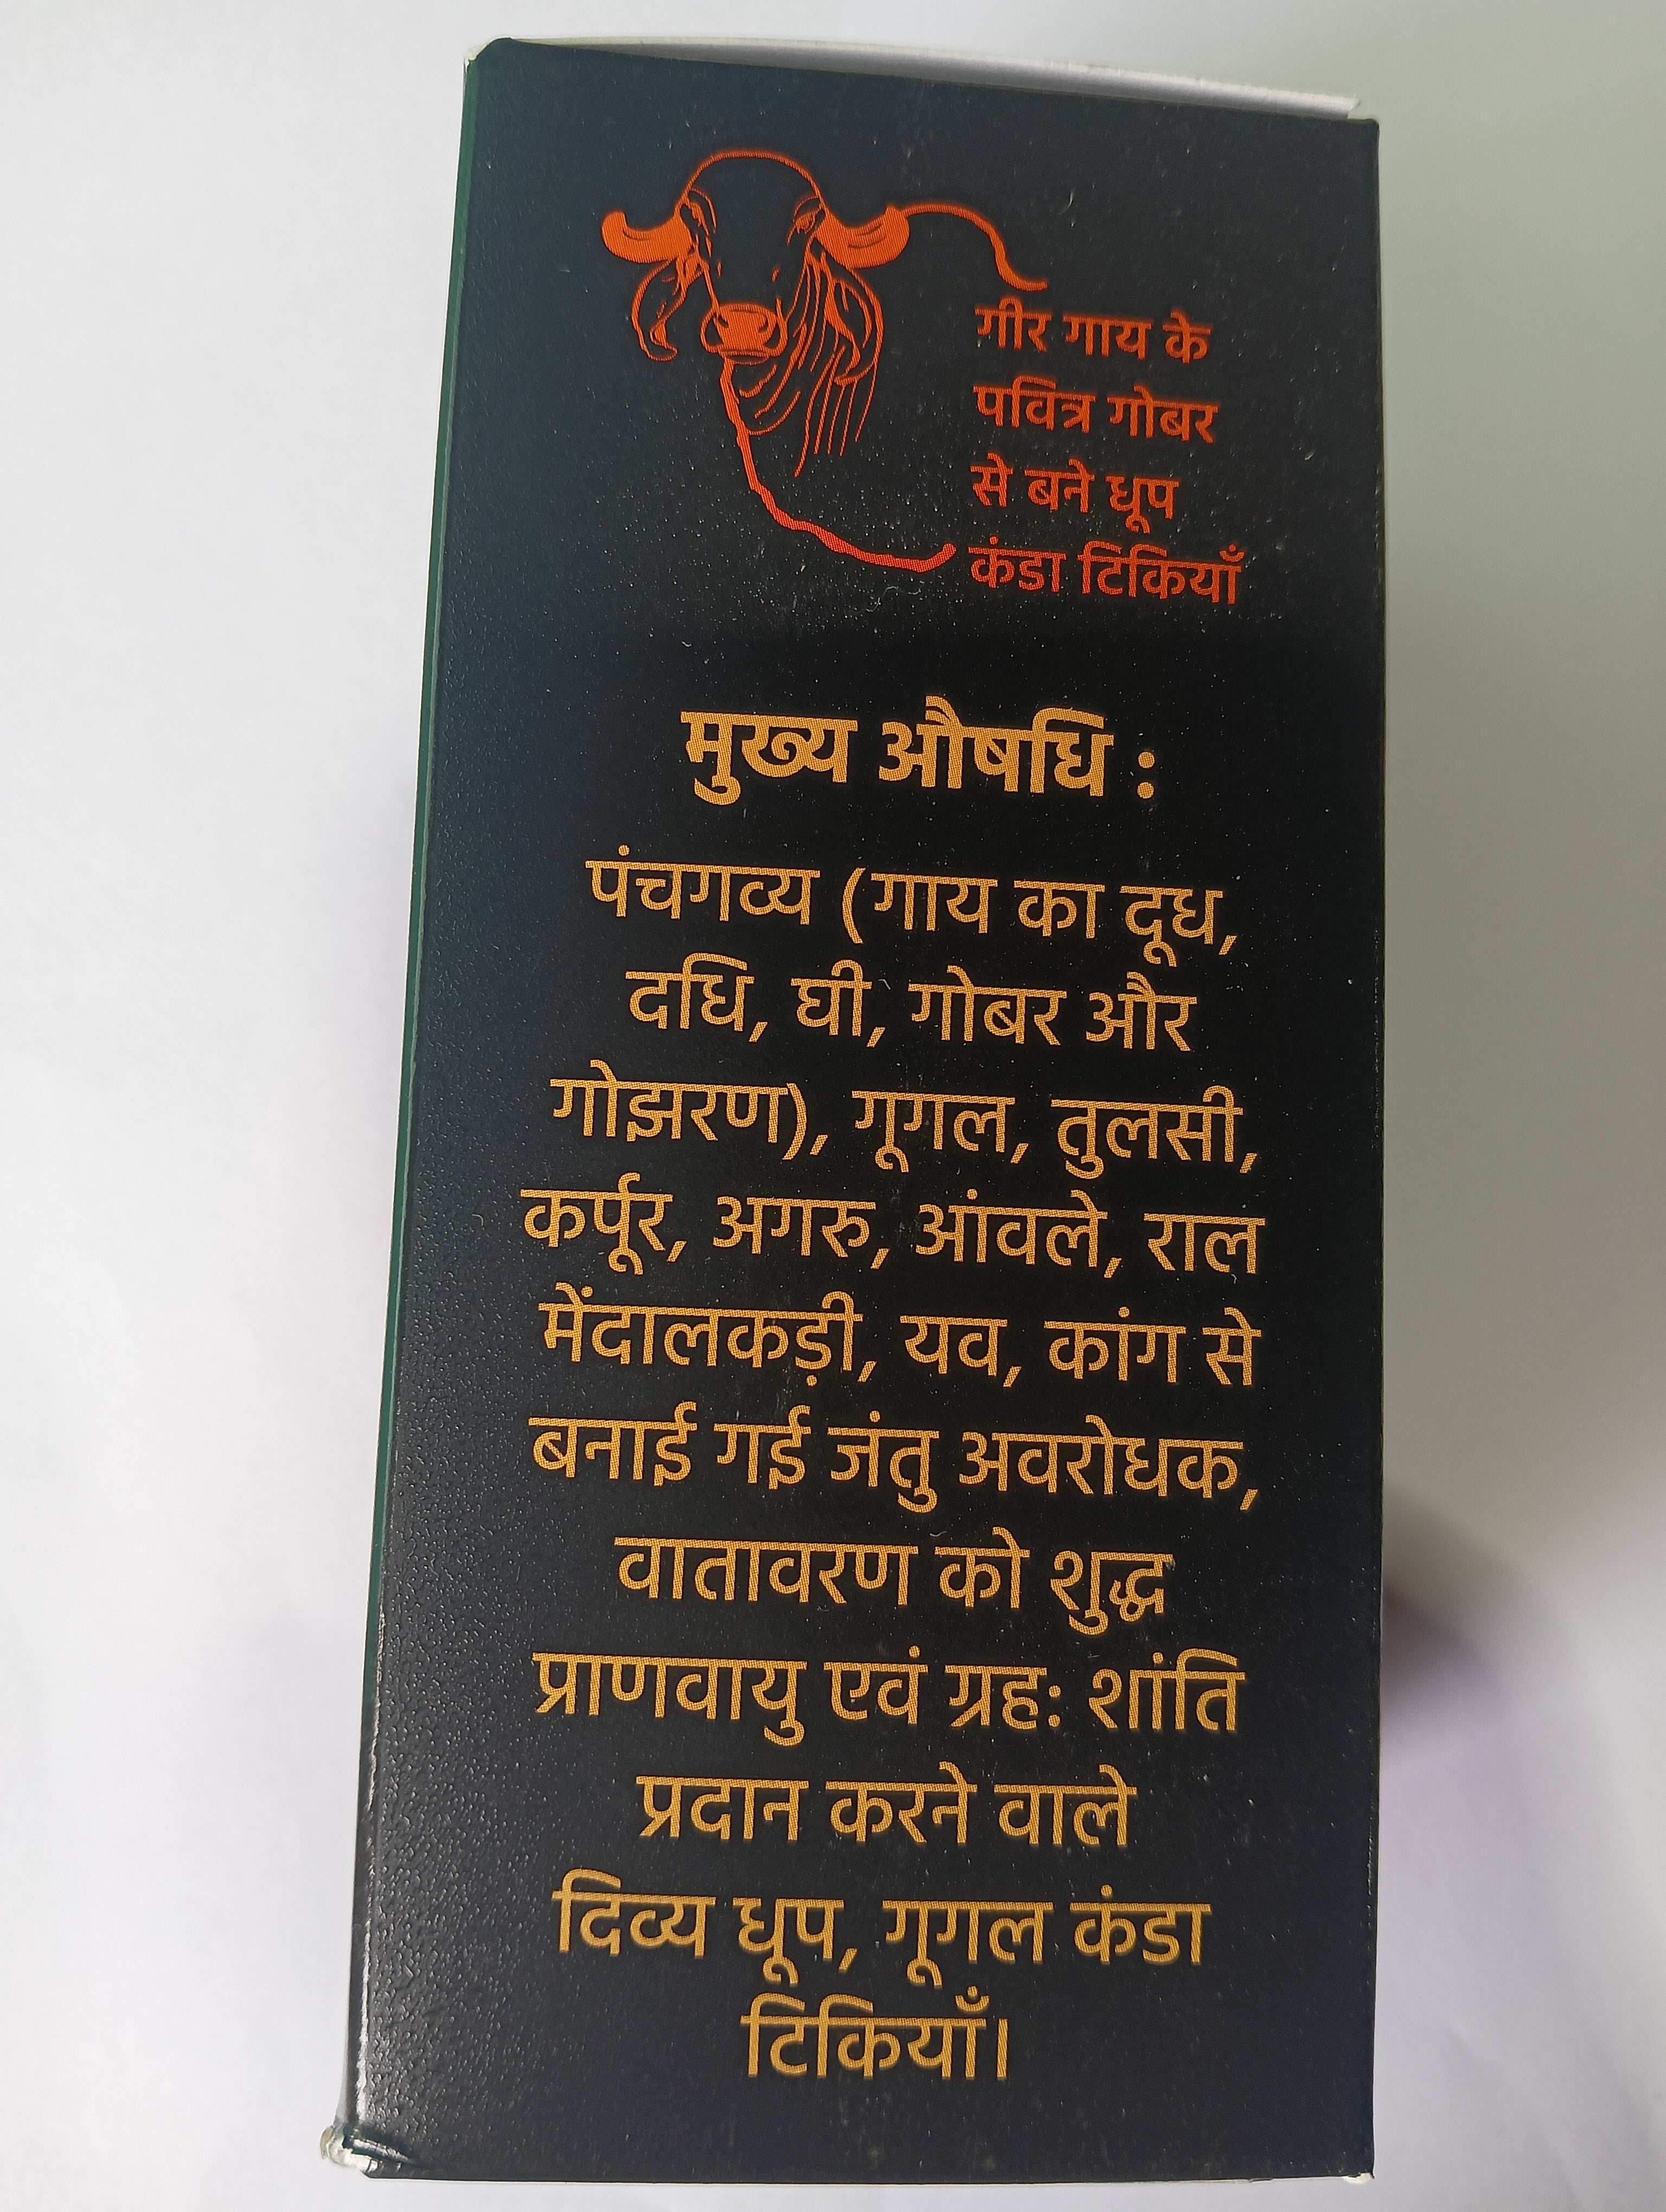 गीर गाय के
पवित्र गोबर
से बने धूप
कंडा टिकियाँ
मुख्य औषधि :
पंचगव्य (गाय का दूध,
दधि, घी, गोबर और
गोझरण), गूगल, तुलसी,
कर्पूर, अगरु, आंवले, राल
मेंदालकड़ी, यव, कांग से
बनाई गई जंतु अवरोधक,
वातावरण को शुद्ध
प्राणवायु एवं ग्रह: शांति
प्रदान करने वाले
दिव्य धूप, गूगल कंडा
टिकियाँ।